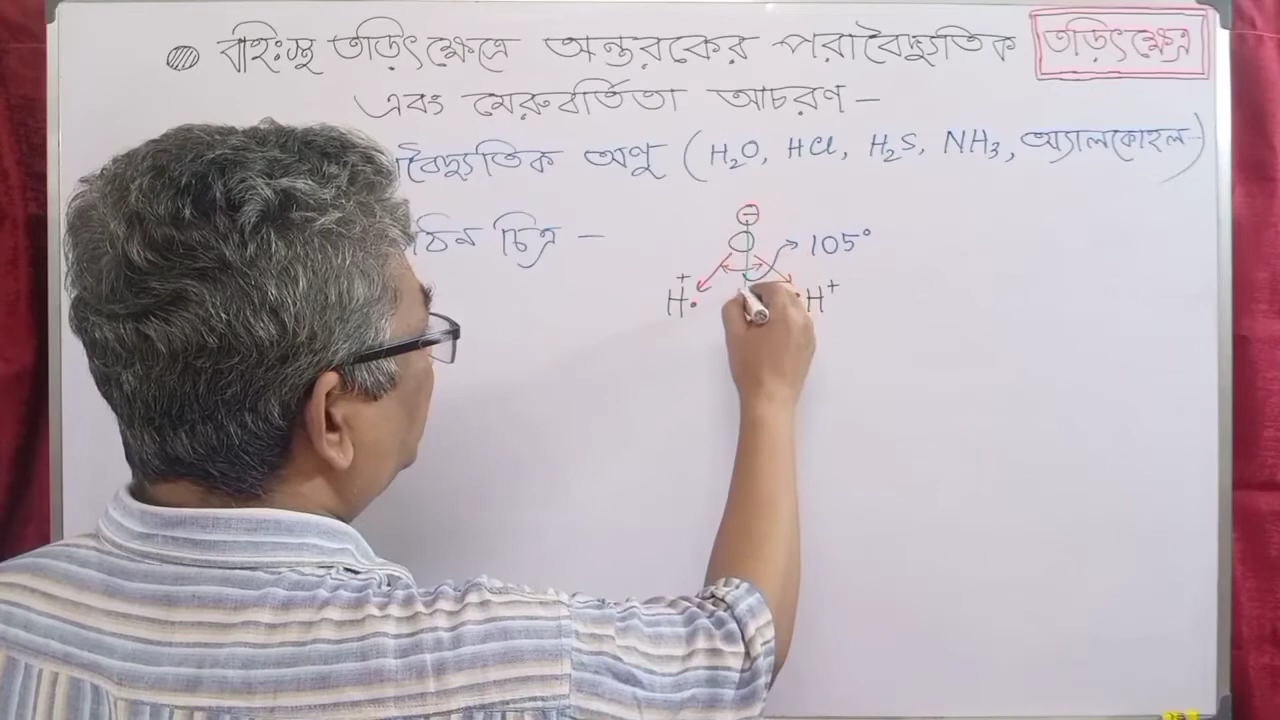 বহিঃস্থ তড়িৎক্ষেত্রে অন্তরকের পরাবৈদ্যুতিক তড়িৎক্ষেত্র
এবং মেরুবর্তিতা আচরণ —
বৈদ্যুতিক অণু (H₂O, HCl, H₂S, NH₃, অ্যালকোহল)
চিত্র —
−
O 105°
+
H H⁺